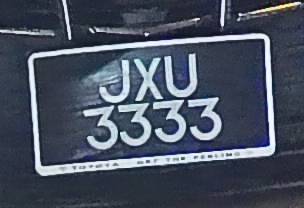 JXU
3333
TOYOTA GET THE FEELING